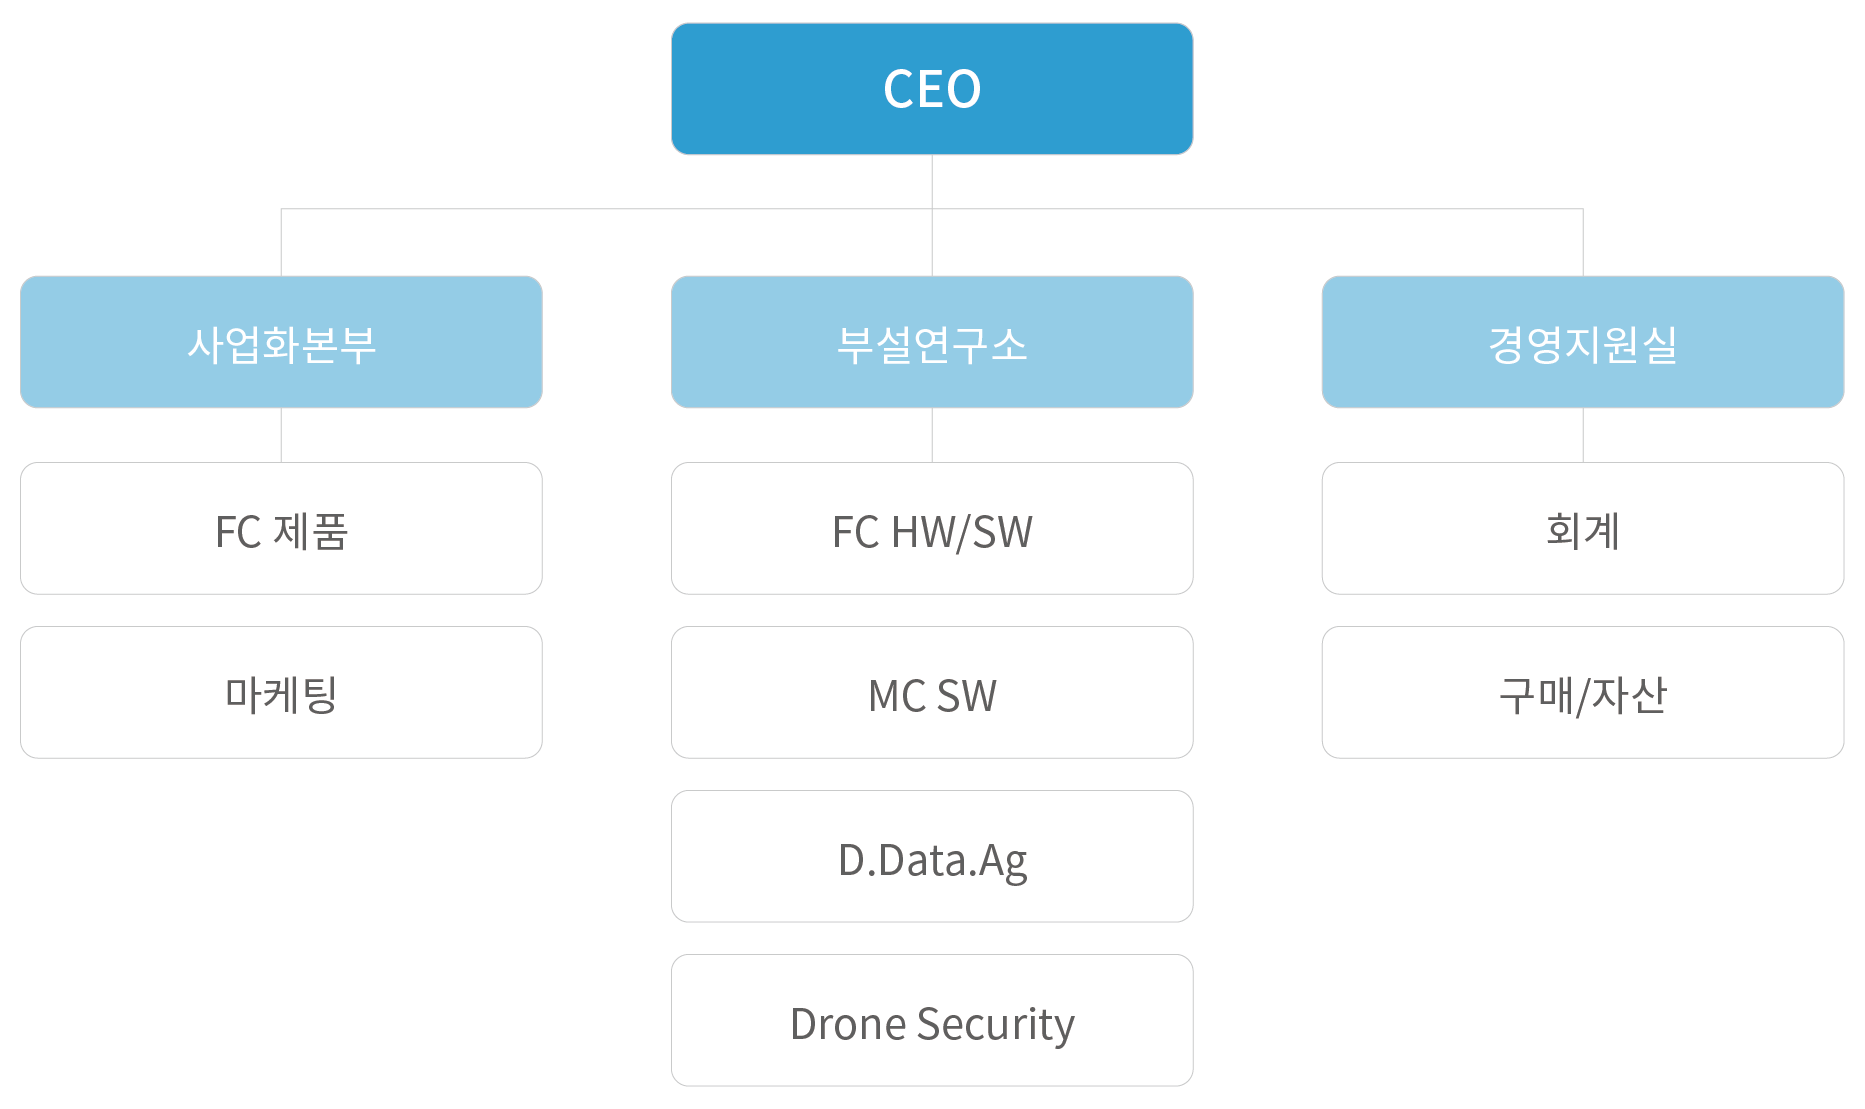 CEO
사업화본부
부설연구소
경영지원실
FC 제품
FC HW/SW
회계
마케팅
MC SW
구매/자산
D.Data.Ag
Drone Security